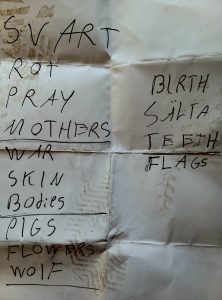 SVART
ROT
PRAY
MOTHERS
WAR
SKIN
Bodies
PIGS
FLOWERS
WOLF
BIRTH
SÄLTA
TEETH
FLAGS